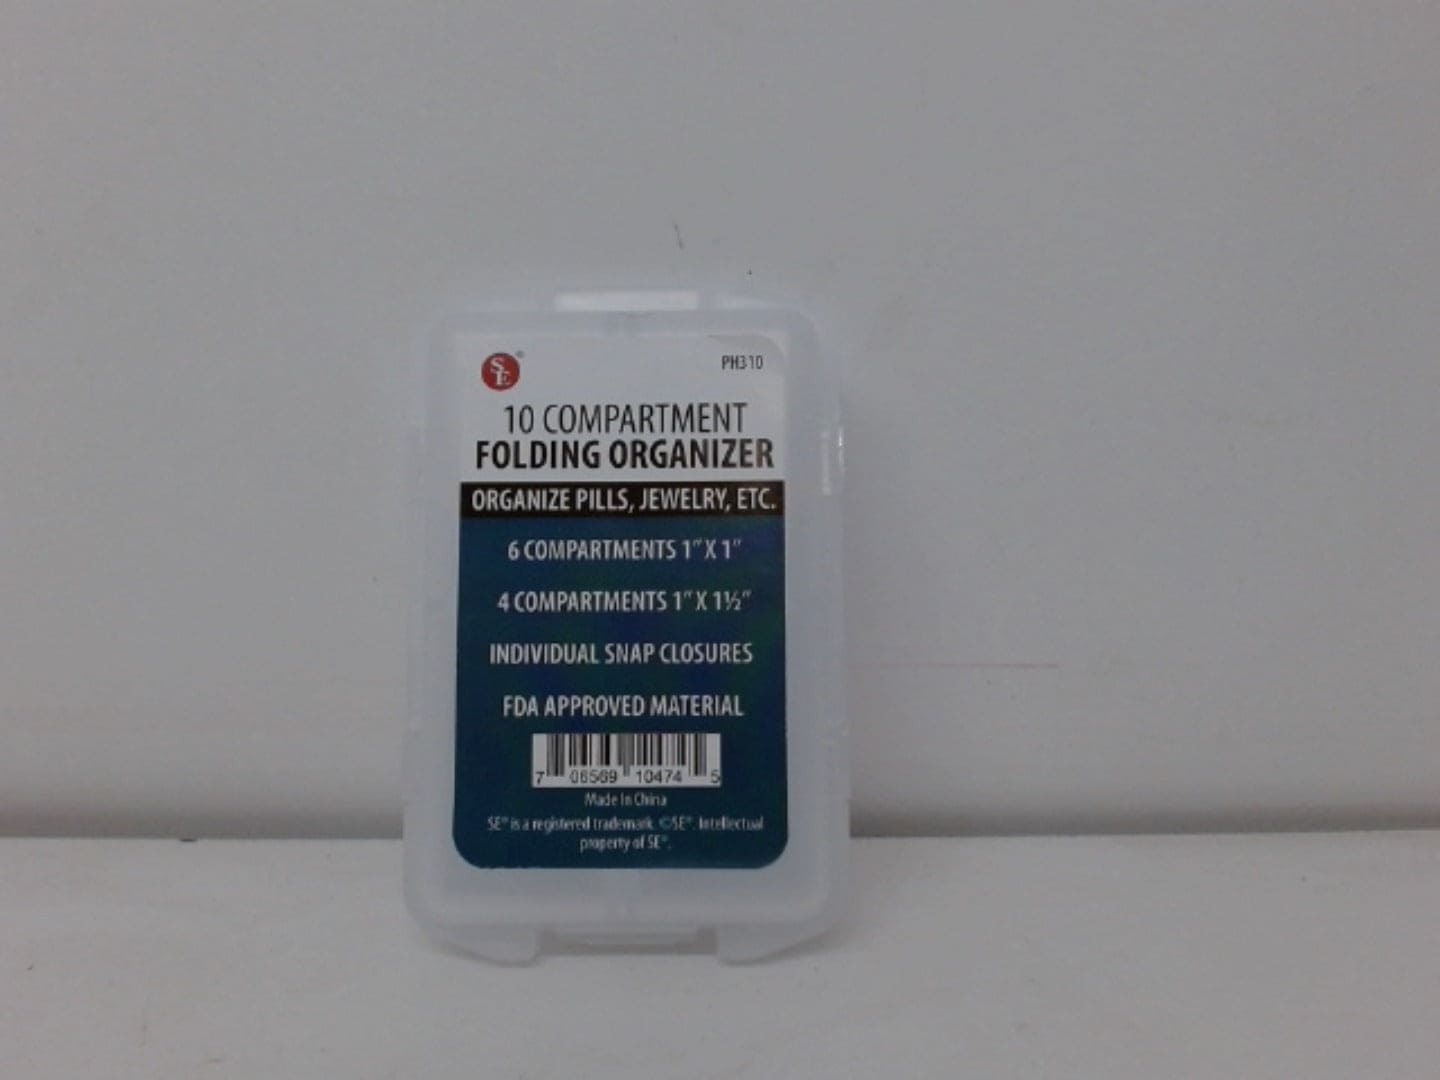 SE®
PH310
10 COMPARTMENT
FOLDING ORGANIZER
ORGANIZE PILLS, JEWELRY, ETC.
6 COMPARTMENTS 1" X 1"
4 COMPARTMENTS 1" X 1½"
INDIVIDUAL SNAP CLOSURES
FDA APPROVED MATERIAL
7 06569 10474 5
Made In China
SE® is a registered trademark. ©SE®. Intellectual
property of SE®.